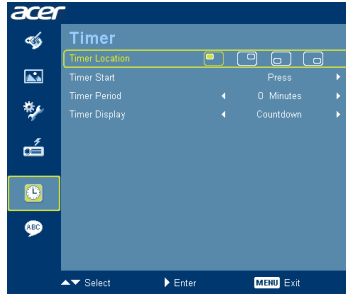 acer
Timer
Timer Location
Timer Start Press
Timer Period 0 Minutes
Timer Display Countdown
ABC
Select Enter MENU Exit